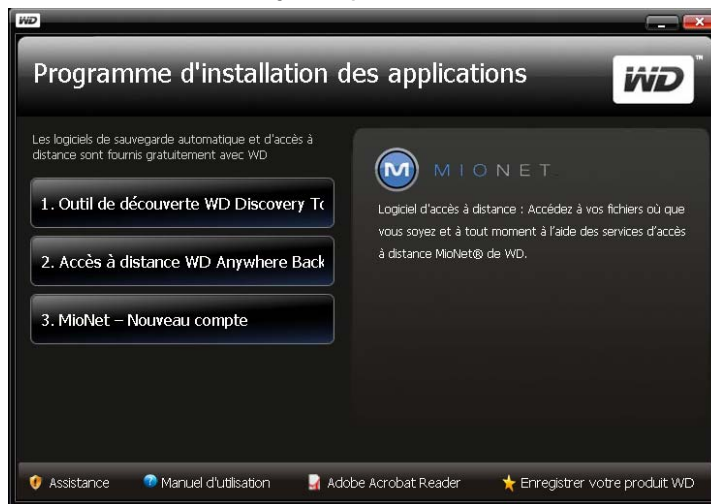 WD
Programme d'installation des applications
WD™
Les logiciels de sauvegarde automatique et d'accès à
distance sont fournis gratuitement avec WD
1. Outil de découverte WD Discovery To
2. Accès à distance WD Anywhere Back
3. MioNet – Nouveau compte
M MIONET
Logiciel d'accès à distance : Accédez à vos fichiers où que
vous soyez et à tout moment à l'aide des services d'accès
à distance MioNet® de WD.
Assistance
Manuel d'utilisation
Adobe Acrobat Reader
Enregistrer votre produit WD